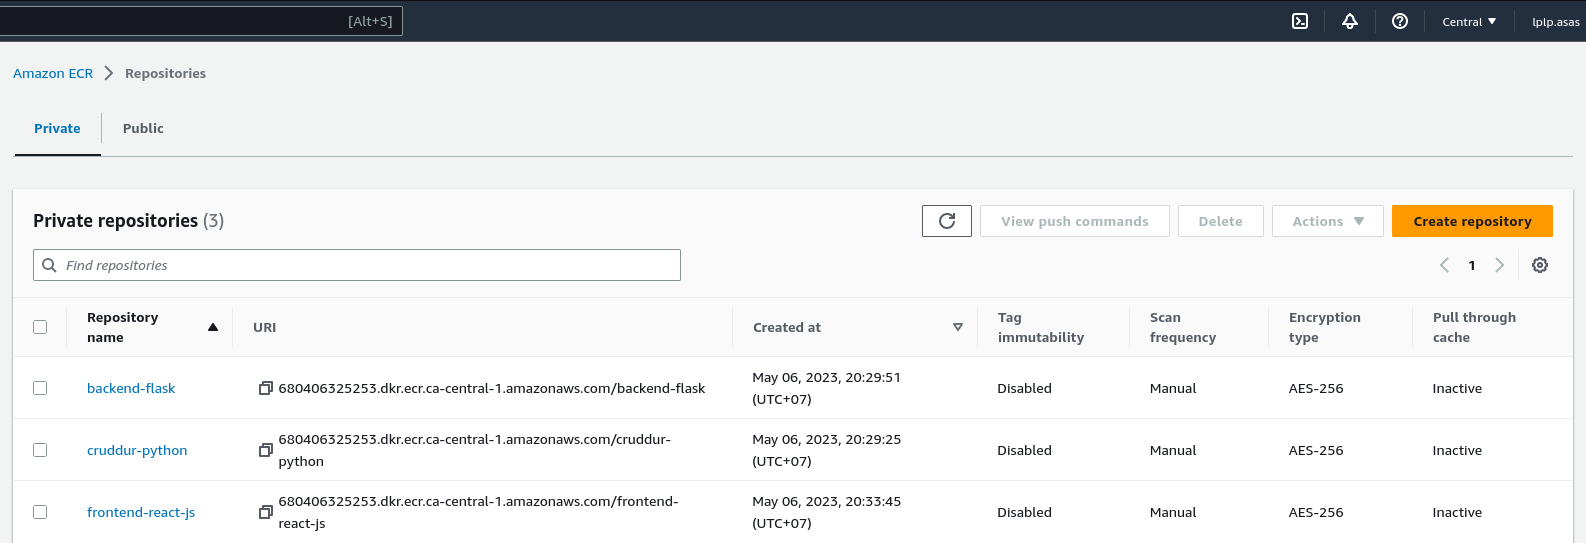 [Alt+S]
Central
lplp.asas
Amazon ECR
Repositories
Private
Public
Private repositories (3)
View push commands
Delete
Actions
Create repository
Find repositories
1
Repository name
URI
Created at
Tag immutability
Scan frequency
Encryption type
Pull through cache
backend-flask
680406325253.dkr.ecr.ca-central-1.amazonaws.com/backend-flask
May 06, 2023, 20:29:51
(UTC+07)
Disabled
Manual
AES-256
Inactive
cruddur-python
680406325253.dkr.ecr.ca-central-1.amazonaws.com/cruddur-
python
May 06, 2023, 20:29:25
(UTC+07)
Disabled
Manual
AES-256
Inactive
frontend-react-js
680406325253.dkr.ecr.ca-central-1.amazonaws.com/frontend-
react-js
May 06, 2023, 20:33:45
(UTC+07)
Disabled
Manual
AES-256
Inactive